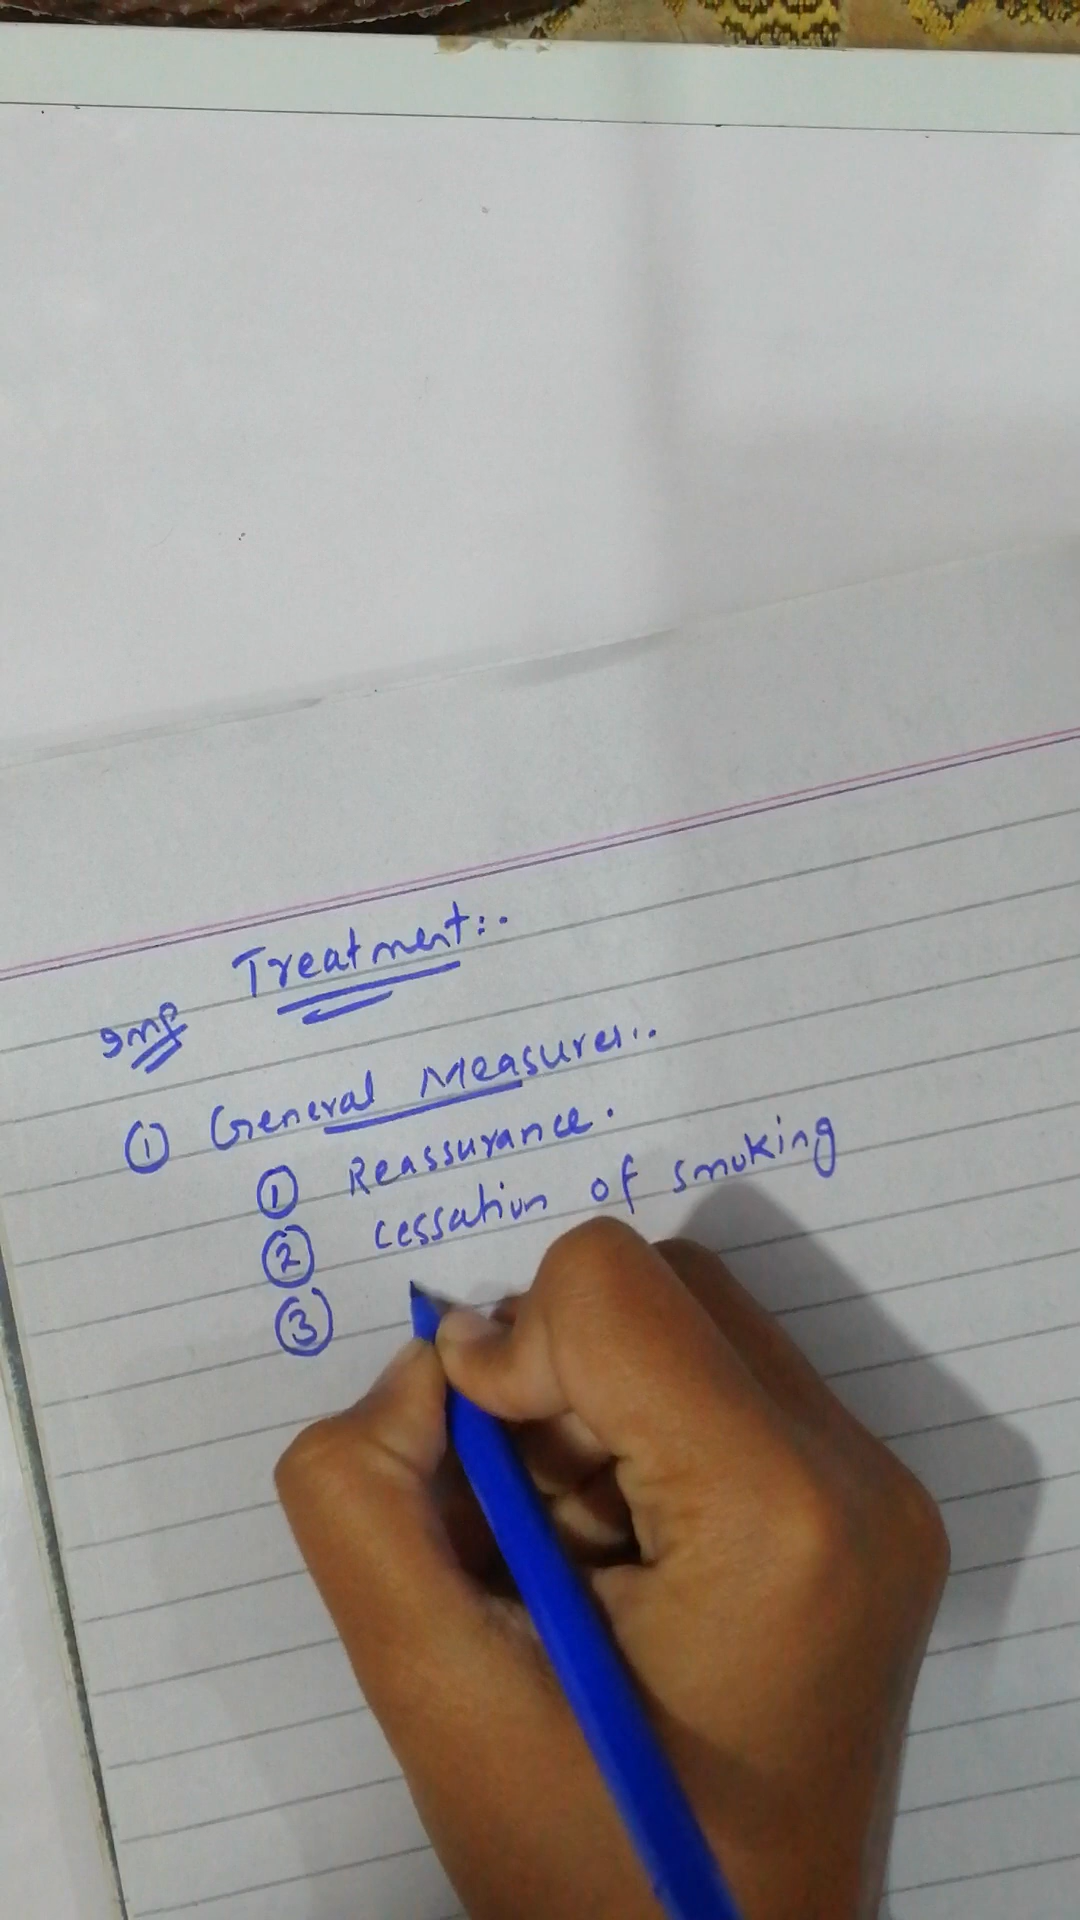 Treatment:.
Imp
① General Measures:.
① Reassurance.
② cessation of smoking
③